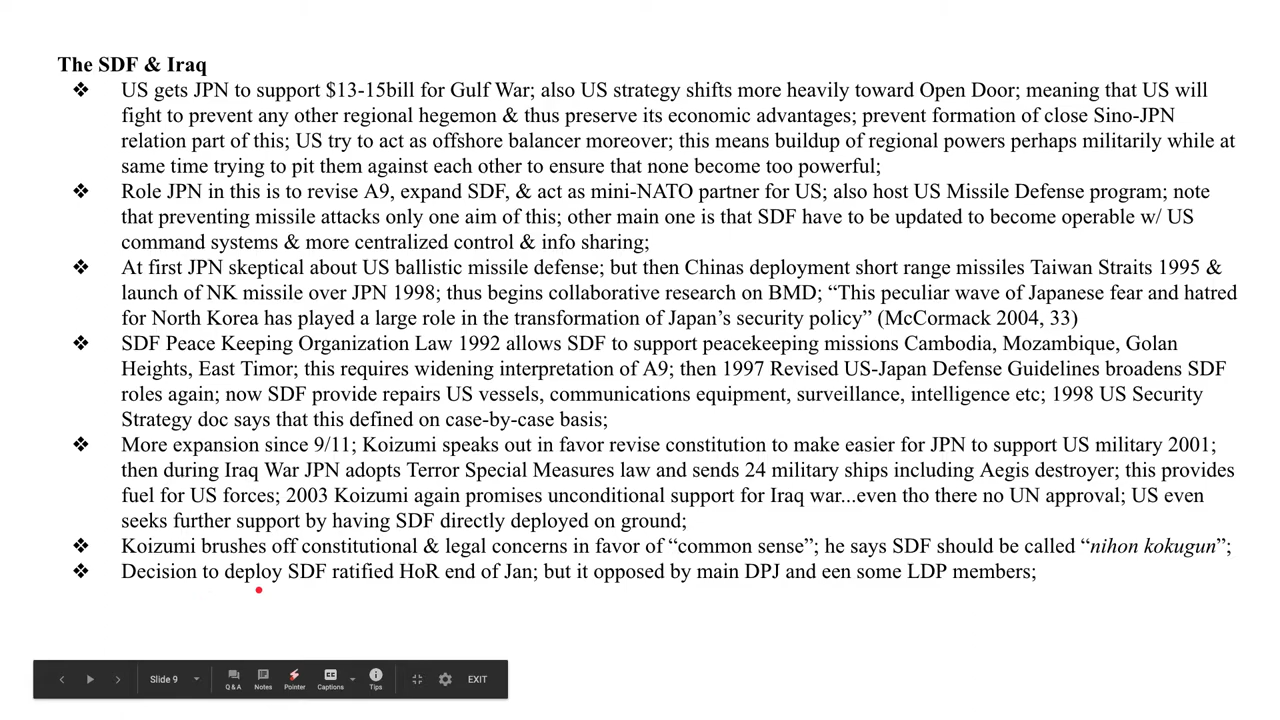 The SDF & Iraq
❖ US gets JPN to support $13-15bill for Gulf War; also US strategy shifts more heavily toward Open Door; meaning that US will
fight to prevent any other regional hegemon & thus preserve its economic advantages; prevent formation of close Sino-JPN
relation part of this; US try to act as offshore balancer moreover; this means buildup of regional powers perhaps militarily while at
same time trying to pit them against each other to ensure that none become too powerful;
❖ Role JPN in this is to revise A9, expand SDF, & act as mini-NATO partner for US; also host US Missile Defense program; note
that preventing missile attacks only one aim of this; other main one is that SDF have to be updated to become operable w/ US
command systems & more centralized control & info sharing;
❖ At first JPN skeptical about US ballistic missile defense; but then Chinas deployment short range missiles Taiwan Straits 1995 &
launch of NK missile over JPN 1998; thus begins collaborative research on BMD; “This peculiar wave of Japanese fear and hatred
for North Korea has played a large role in the transformation of Japan’s security policy” (McCormack 2004, 33)
❖ SDF Peace Keeping Organization Law 1992 allows SDF to support peacekeeping missions Cambodia, Mozambique, Golan
Heights, East Timor; this requires widening interpretation of A9; then 1997 Revised US-Japan Defense Guidelines broadens SDF
roles again; now SDF provide repairs US vessels, communications equipment, surveillance, intelligence etc; 1998 US Security
Strategy doc says that this defined on case-by-case basis;
❖ More expansion since 9/11; Koizumi speaks out in favor revise constitution to make easier for JPN to support US military 2001;
then during Iraq War JPN adopts Terror Special Measures law and sends 24 military ships including Aegis destroyer; this provides
fuel for US forces; 2003 Koizumi again promises unconditional support for Iraq war...even tho there no UN approval; US even
seeks further support by having SDF directly deployed on ground;
❖ Koizumi brushes off constitutional & legal concerns in favor of “common sense”; he says SDF should be called “nihon kokugun”;
❖ Decision to deploy SDF ratified HoR end of Jan; but it opposed by main DPJ and een some LDP members;
Slide 9 Q&A Notes Pointer CC Captions Tips EXIT